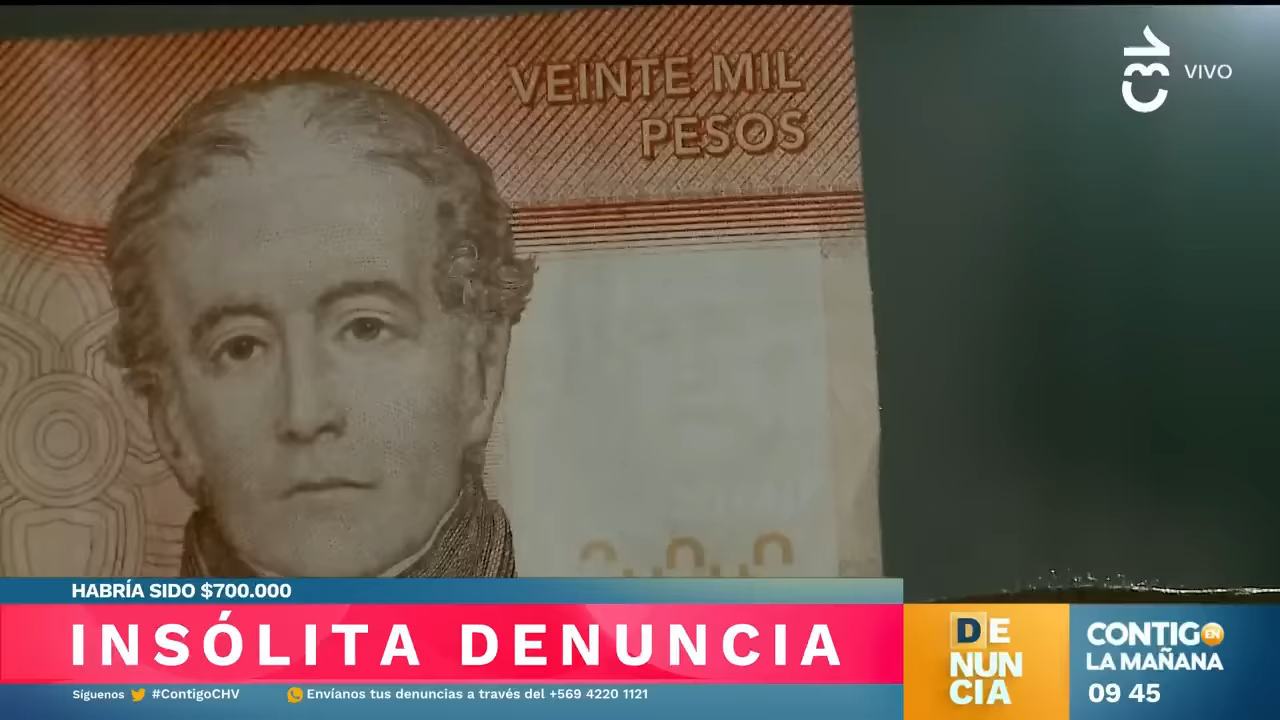 VEINTE MIL
PESOS
VIVO
HABRÍA SIDO $700.000
INSÓLITA DENUNCIA
Síguenos #ContigoCHV Envíanos tus denuncias a través del +569 4220 1121
DE
NUN
CIA
CONTIGO EN
LA MAÑANA
09 45